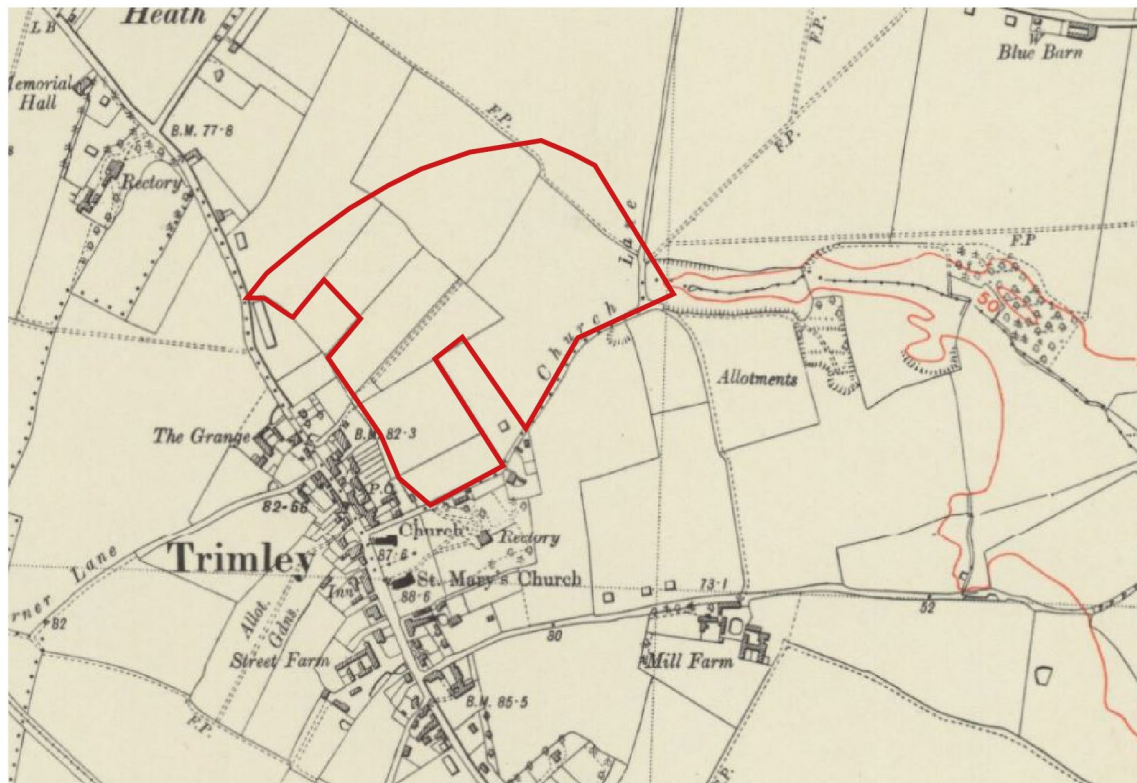 Heath
L B
F.P.
Blue Barn
Memorial
Hall
B.M. 77·8
F.P.
F.P.
Rectory
Lane
F.P
50
Church
Allotments
The Grange
B.M. 82·3
P.O.
82·68
Church
87·6
Rectory
Trimley
Lane
St. Mary's Church
Inn
88·6
73·1
52
82
Allot.
Gdns.
80
Street Farm
Mill Farm
B.M. 85·5
F.P.
F.P.